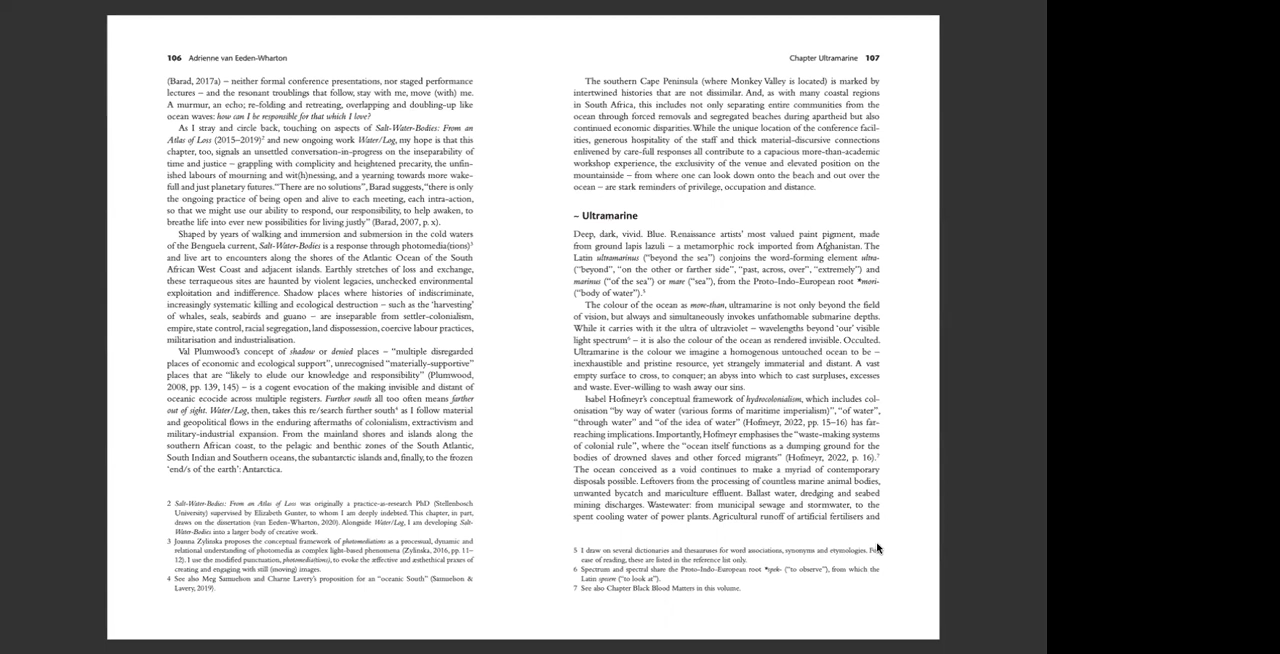 106 Adrienne van Eeden-Wharton
(Barad, 2017a) – neither formal conference presentations, nor staged performance
lectures – and the resonant troublings that follow, stay with me, move (with) me.
A murmur, an echo; re-folding and retreating, overlapping and doubling-up like
ocean waves: how can I be responsible for that which I love?
As I stray and circle back, touching on aspects of Salt-Water-Bodies: From an
Atlas of Loss (2015–2019)² and new ongoing work Water/Log, my hope is that this
chapter, too, signals an unsettled conversation-in-progress on the inseparability of
time and justice – grappling with complicity and heightened precarity, the unfin-
ished labours of mourning and wit(h)nessing, and a yearning towards more wake-
full and just planetary futures. “There are no solutions”, Barad suggests, “there is only
the ongoing practice of being open and alive to each meeting, each intra-action,
so that we might use our ability to respond, our responsibility, to help awaken, to
breathe life into ever new possibilities for living justly” (Barad, 2007, p. x).
Shaped by years of walking and immersion and submersion in the cold waters
of the Benguela current, Salt-Water-Bodies is a response through photomedia(tions)³
and live art to encounters along the shores of the Atlantic Ocean of the South
African West Coast and adjacent islands. Earthly stretches of loss and exchange,
these terraqueous sites are haunted by violent legacies, unchecked environmental
exploitation and indifference. Shadow places where histories of indiscriminate,
increasingly systematic killing and ecological destruction – such as the ‘harvesting’
of whales, seals, seabirds and guano – are inseparable from settler-colonialism,
empire, state control, racial segregation, land dispossession, coercive labour practices,
militarisation and industrialisation.
Val Plumwood’s concept of shadow or denied places – “multiple disregarded
places of economic and ecological support”, unrecognised “materially-supportive”
places that are “likely to elude our knowledge and responsibility” (Plumwood,
2008, pp. 139, 145) – is a cogent evocation of the making invisible and distant of
oceanic ecocide across multiple registers. Further south all too often means farther
out of sight. Water/Log, then, takes this re/search further south⁴ as I follow material
and geopolitical flows in the enduring aftermaths of colonialism, extractivism and
military-industrial expansion. From the mainland shores and islands along the
southern African coast, to the pelagic and benthic zones of the South Atlantic,
South Indian and Southern oceans, the subantarctic islands and, finally, to the frozen
‘end/s of the earth’: Antarctica.
2 Salt-Water-Bodies: From an Atlas of Loss was originally a practice-as-research PhD (Stellenbosch
University) supervised by Elizabeth Gunter, to whom I am deeply indebted. This chapter, in part,
draws on the dissertation (van Eeden-Wharton, 2020). Alongside Water/Log, I am developing Salt-
Water-Bodies into a larger body of creative work.
3 Joanna Zylinska proposes the conceptual framework of photomediations as a processual, dynamic and
relational understanding of photomedia as complex light-based phenomena (Zylinska, 2016, pp. 11–
12). I use the modified punctuation, photomedia(tions), to evoke the æffective and æsthethical praxes of
creating and engaging with still (moving) images.
4 See also Meg Samuelson and Charne Lavery’s proposition for an “oceanic South” (Samuelson &
Lavery, 2019).
Chapter Ultramarine 107
The southern Cape Peninsula (where Monkey Valley is located) is marked by
intertwined histories that are not dissimilar. And, as with many coastal regions
in South Africa, this includes not only separating entire communities from the
ocean through forced removals and segregated beaches during apartheid but also
continued economic disparities. While the unique location of the conference facil-
ities, generous hospitality of the staff and thick material-discursive connections
enlivened by care-full responses all contribute to a capacious more-than-academic
workshop experience, the exclusivity of the venue and elevated position on the
mountainside – from where one can look down onto the beach and out over the
ocean – are stark reminders of privilege, occupation and distance.
~ Ultramarine
Deep, dark, vivid. Blue. Renaissance artists’ most valued paint pigment, made
from ground lapis lazuli – a metamorphic rock imported from Afghanistan. The
Latin ultramarinus (“beyond the sea”) conjoins the word-forming element ultra-
(“beyond”, “on the other or farther side”, “past, across, over”, “extremely”) and
marinus (“of the sea”) or mare (“sea”), from the Proto-Indo-European root *mori-
(“body of water”).⁵
The colour of the ocean as more-than, ultramarine is not only beyond the field
of vision, but always and simultaneously invokes unfathomable submarine depths.
While it carries with it the ultra of ultraviolet – wavelengths beyond ‘our’ visible
light spectrum⁶ – it is also the colour of the ocean as rendered invisible. Occulted.
Ultramarine is the colour we imagine a homogenous untouched ocean to be –
inexhaustible and pristine resource, yet strangely immaterial and distant. A vast
empty surface to cross, to conquer; an abyss into which to cast surpluses, excesses
and waste. Ever-willing to wash away our sins.
Isabel Hofmeyr’s conceptual framework of hydrocolonialism, which includes col-
onisation “by way of water (various forms of maritime imperialism)”, “of water”,
“through water” and “of the idea of water” (Hofmeyr, 2022, pp. 15–16) has far-
reaching implications. Importantly, Hofmeyr emphasises the “waste-making systems
of colonial rule”, where the “ocean itself functions as a dumping ground for the
bodies of drowned slaves and other forced migrants” (Hofmeyr, 2022, p. 16).⁷
The ocean conceived as a void continues to make a myriad of contemporary
disposals possible. Leftovers from the processing of countless marine animal bodies,
unwanted bycatch and mariculture effluent. Ballast water, dredging and seabed
mining discharges. Wastewater: from municipal sewage and stormwater, to the
spent cooling water of power plants. Agricultural runoff of artificial fertilisers and
5 I draw on several dictionaries and thesauruses for word associations, synonyms and etymologies. For
ease of reading, these are listed in the reference list only.
6 Spectrum and spectral share the Proto-Indo-European root *spek- (“to observe”), from which the
Latin specere (“to look at”).
7 See also Chapter Black Blood Matters in this volume.